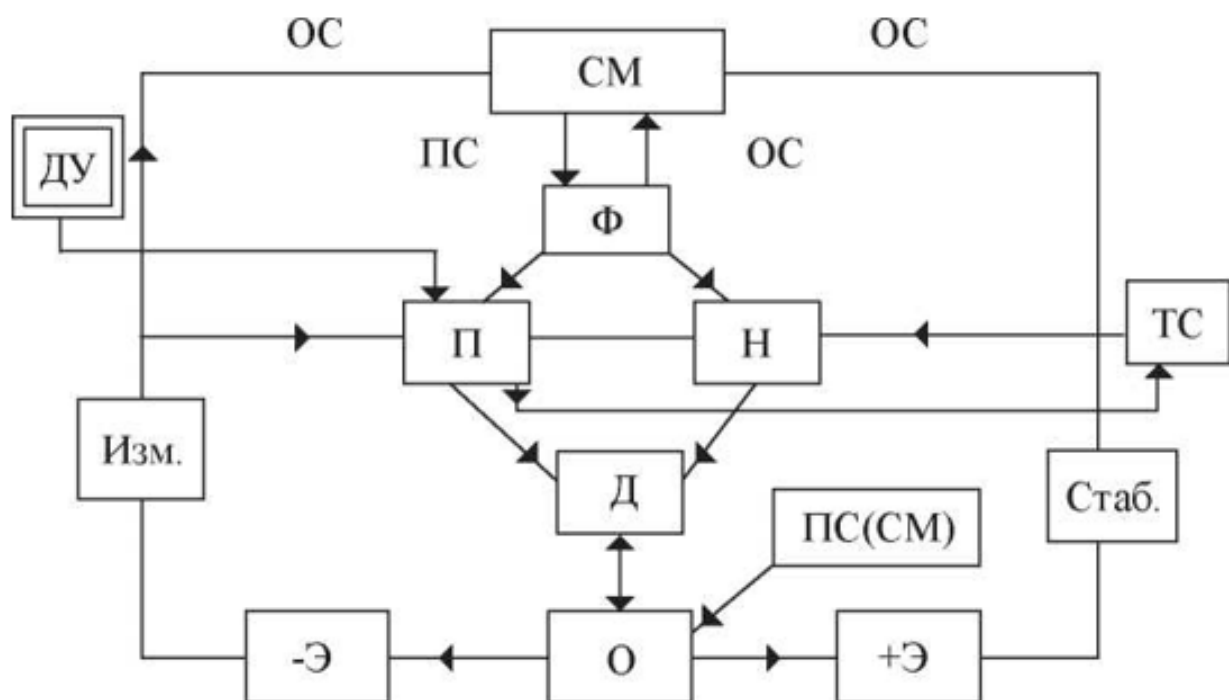 ОС
СМ
ОС
ДУ
ПС
ОС
Ф
П
Н
ТС
Изм.
Д
Стаб.
ПС(СМ)
-Э
О
+Э